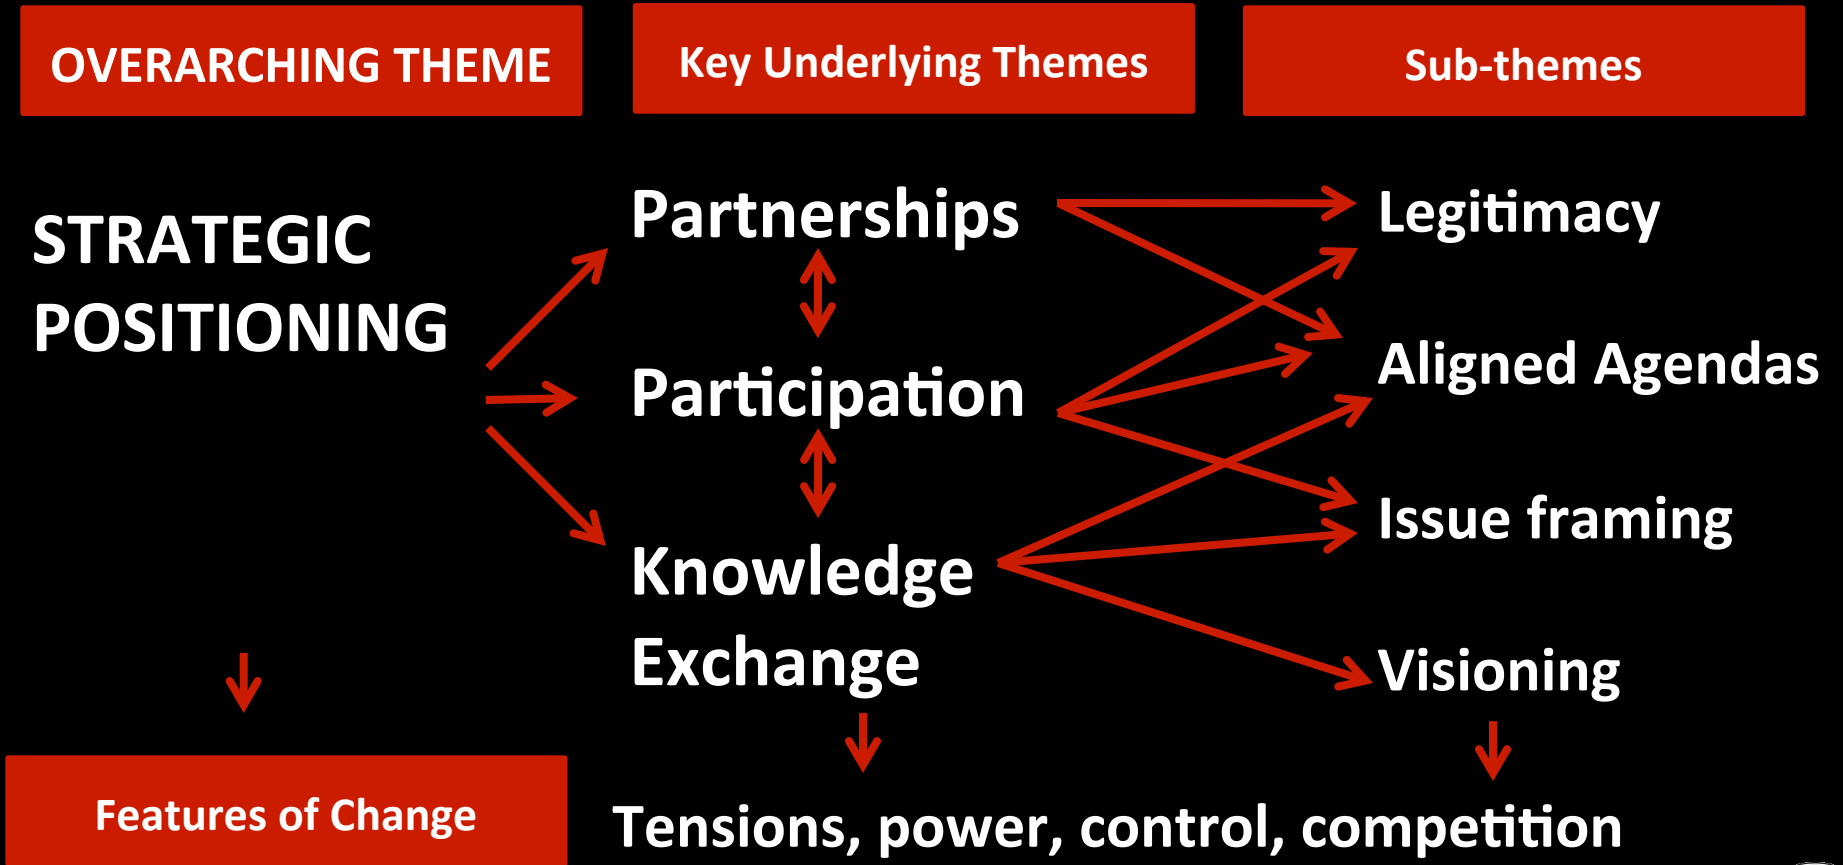 OVERARCHING THEME
Key Underlying Themes
Sub-themes
STRATEGIC
POSITIONING
Partnerships
Participation
Knowledge
Exchange
Legitimacy
Aligned Agendas
Issue framing
Visioning
Features of Change
Tensions, power, control, competition